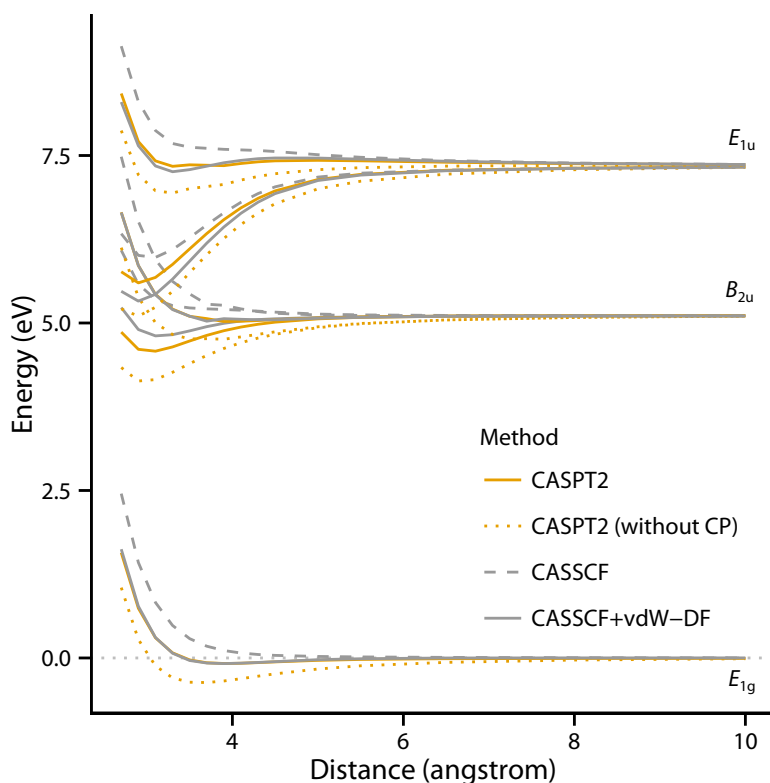 E1u
7.5
B2u
5.0
Energy (eV)
Method
CASPT2
2.5
CASPT2 (without CP)
CASSCF
CASSCF+vdW−DF
0.0
E1g
4
6
8
10
Distance (angstrom)